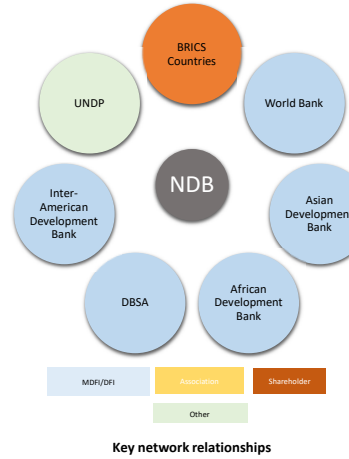 BRICS
Countries
UNDP
World Bank
Inter-
American
Development
Bank
NDB
Asian
Development
Bank
DBSA
African
Development
Bank
MDFI/DFI
Association
Shareholder
Other
Key network relationships